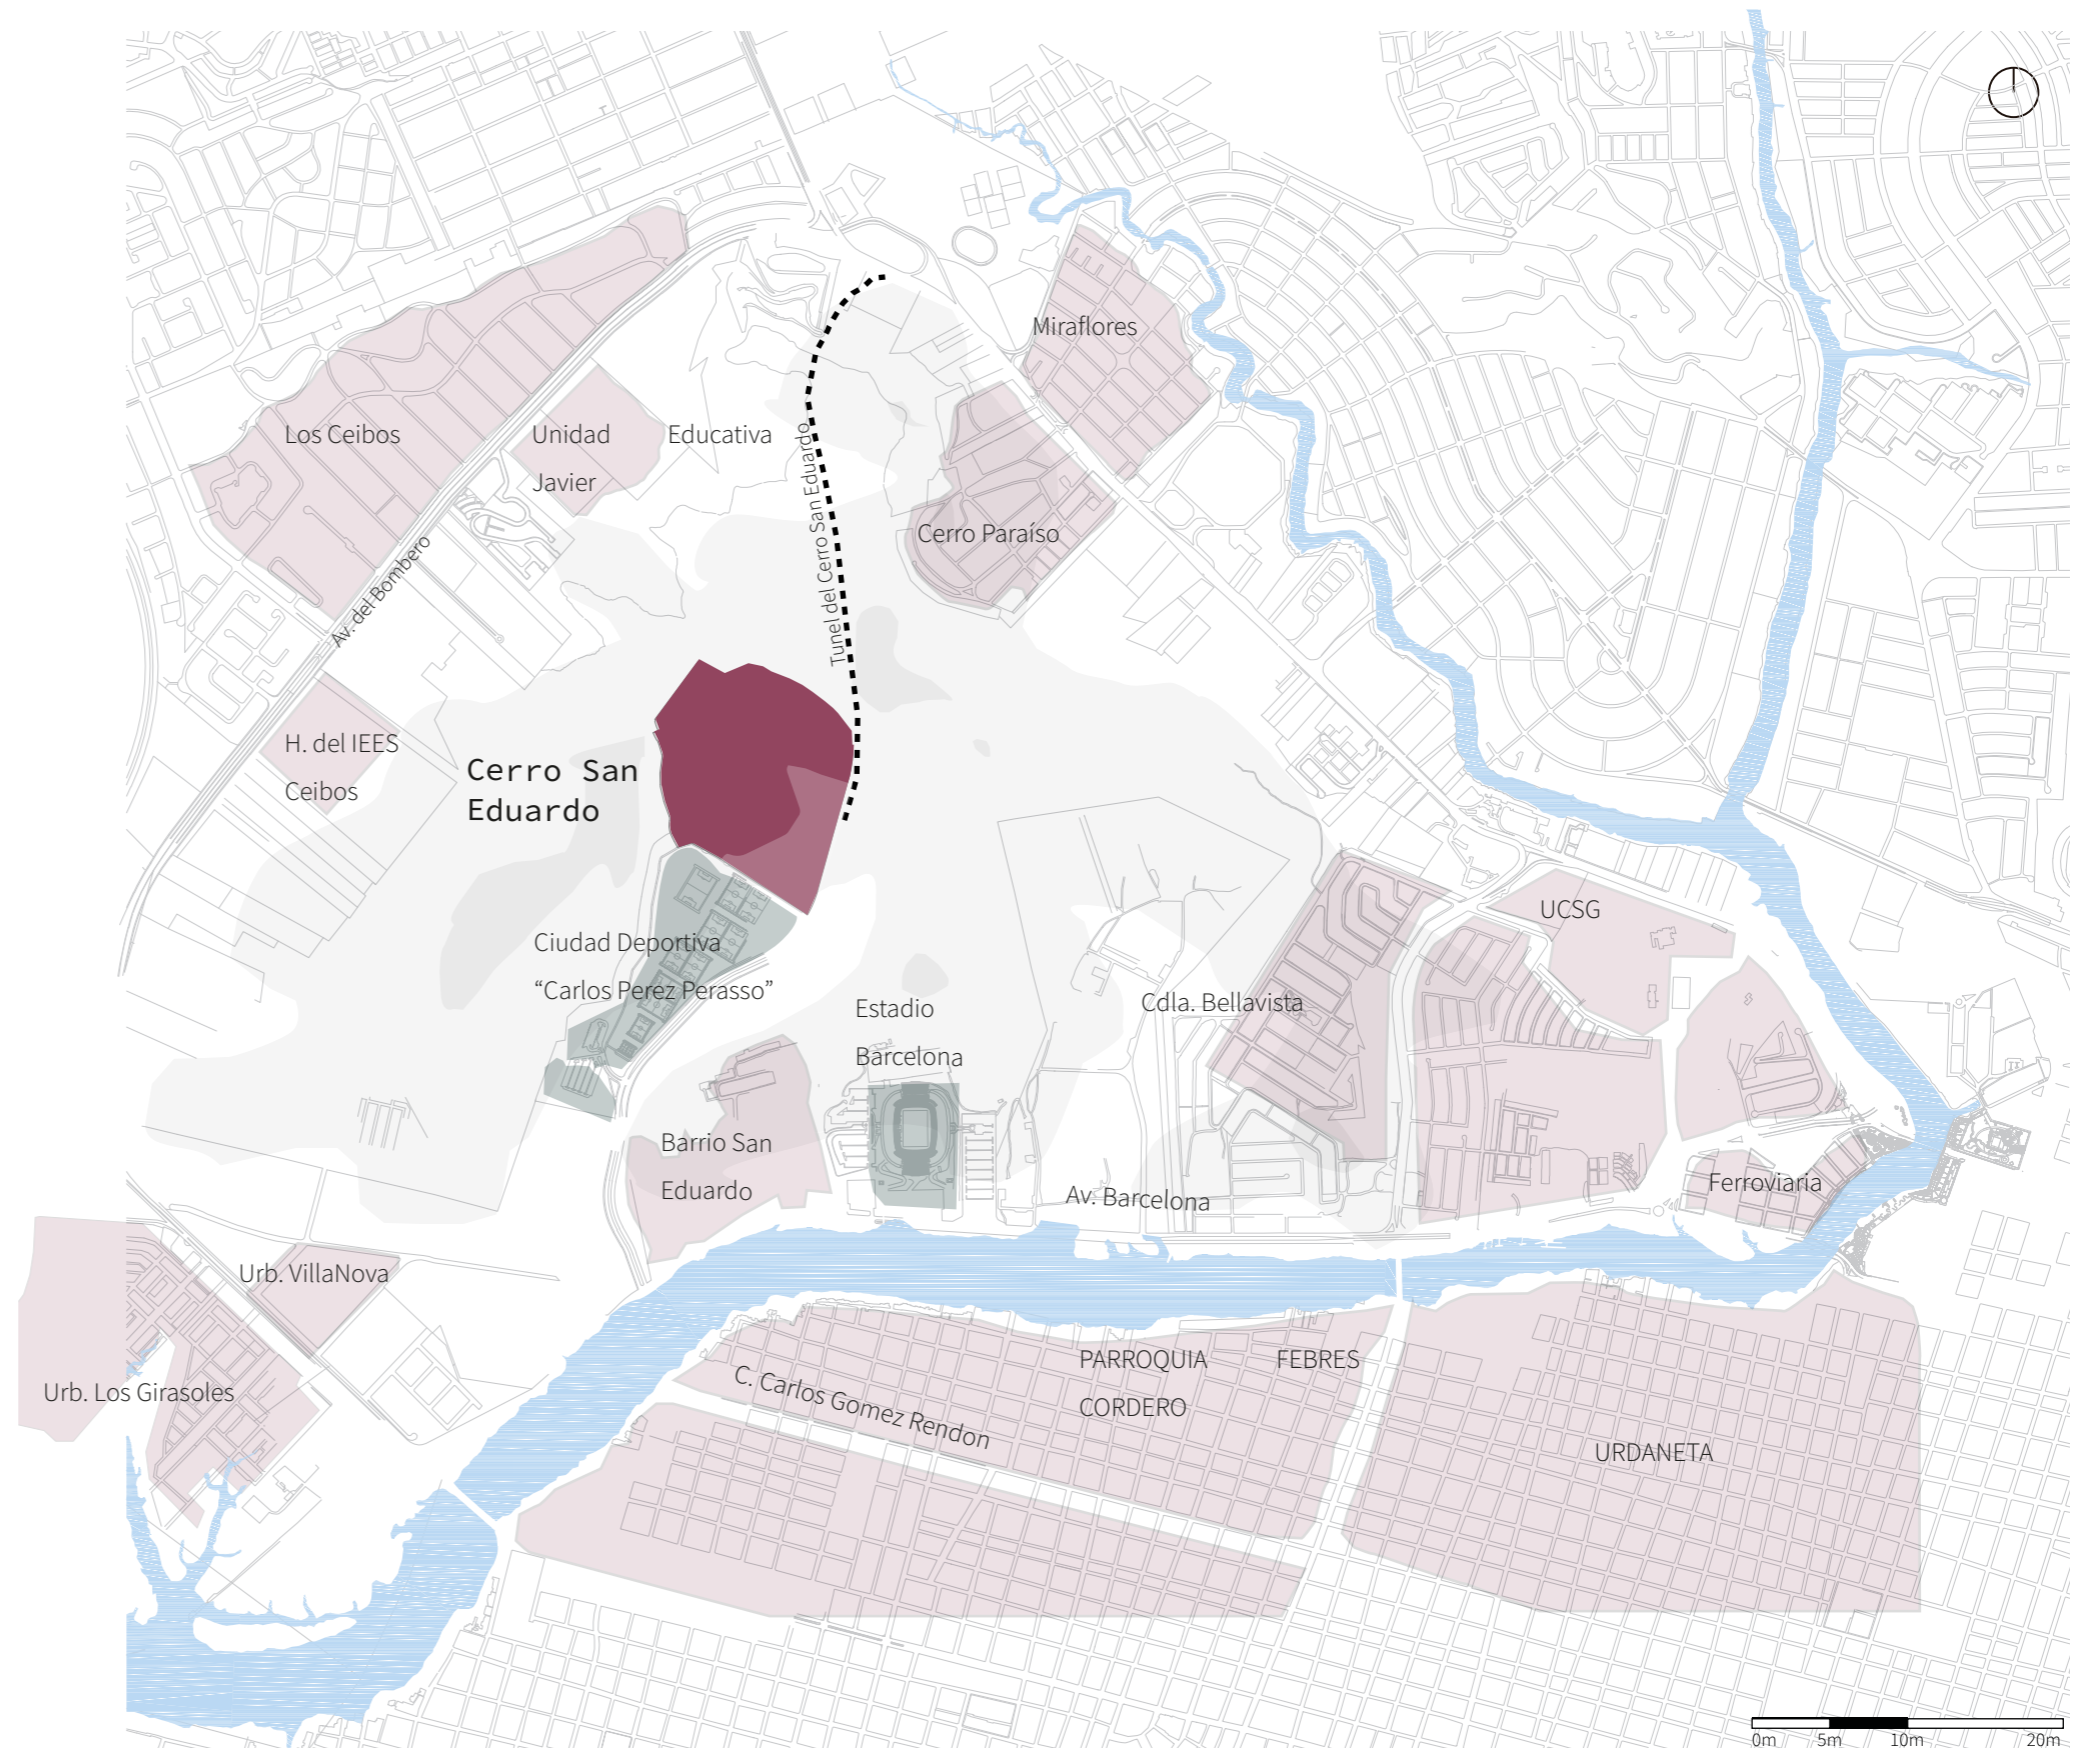 Miraflores
Los Ceibos
Unidad Educativa
Javier
Tunel del Cerro San Eduardo
Cerro Paraíso
Av. del Bombero
H. del IEES
Ceibos
Cerro San
Eduardo
UCSG
Ciudad Deportiva
“Carlos Perez Perasso”
Estadio
Barcelona
Cdla. Bellavista
Barrio San
Eduardo
Av. Barcelona
Ferroviaria
Urb. VillaNova
Urb. Los Girasoles
PARROQUIA FEBRES
CORDERO
C. Carlos Gomez Rendon
URDANETA
0m 5m 10m 20m